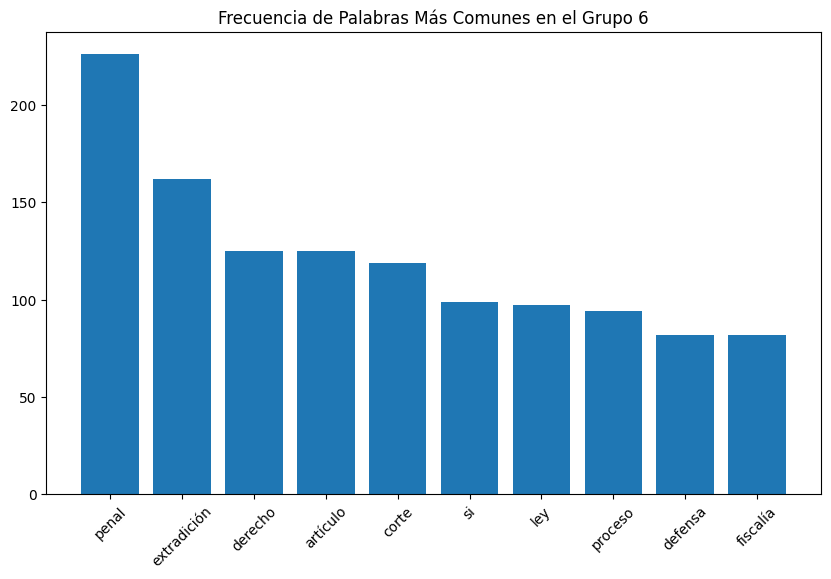 Frecuencia de Palabras Más Comunes en el Grupo 6
200
150
100
50
0
penal
extradición
derecho
artículo
corte
si
ley
proceso
defensa
fiscalía